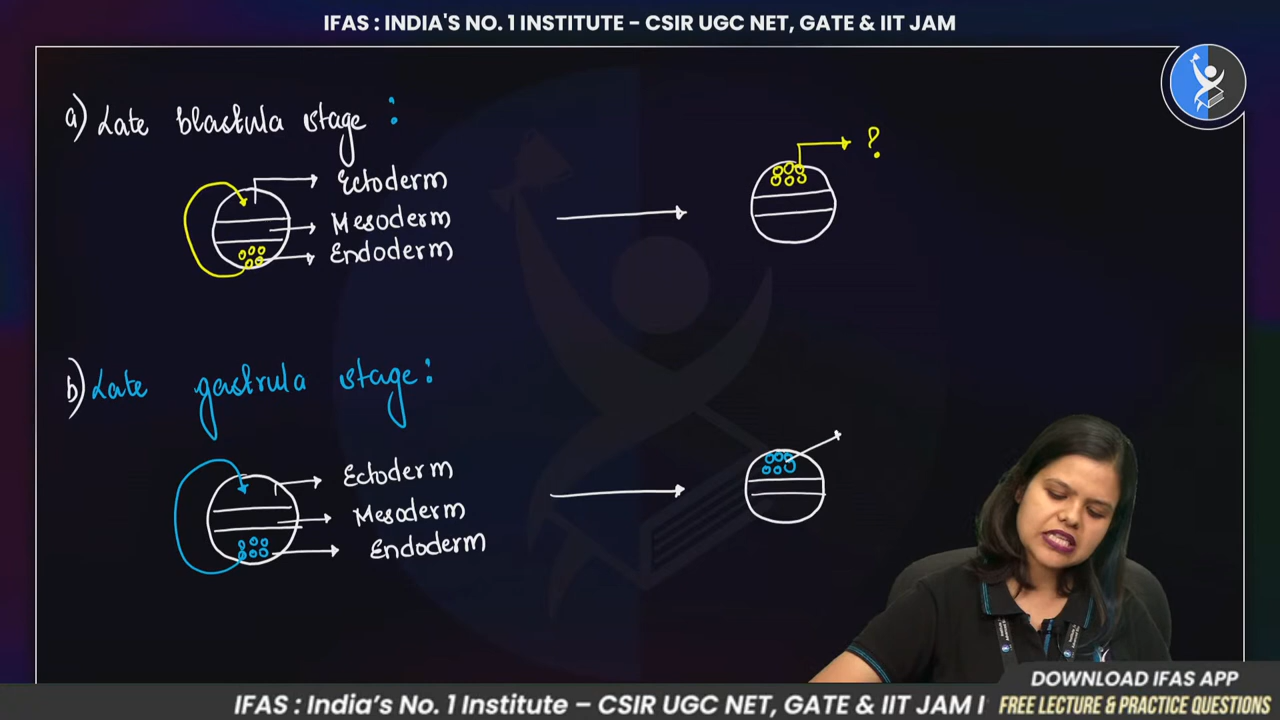 IFAS : INDIA'S NO. 1 INSTITUTE – CSIR UGC NET, GATE & IIT JAM
a) Late blastula stage :
?
Ectoderm
Mesoderm
Endoderm
b) Late gastrula stage :
Ectoderm
Mesoderm
Endoderm
DOWNLOAD IFAS APP
IFAS : India's No. 1 Institute – CSIR UGC NET, GATE & IIT JAM I
FREE LECTURE & PRACTICE QUESTIONS